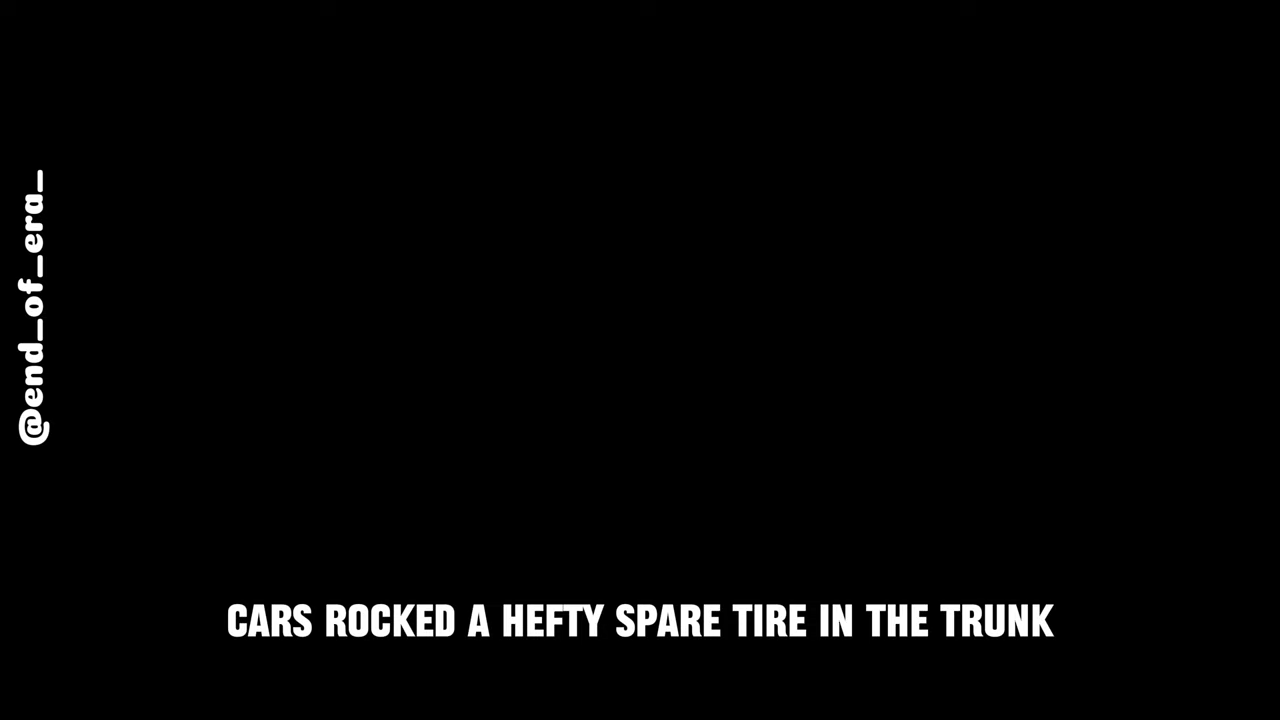 @end_of_era_
CARS ROCKED A HEFTY SPARE TIRE IN THE TRUNK